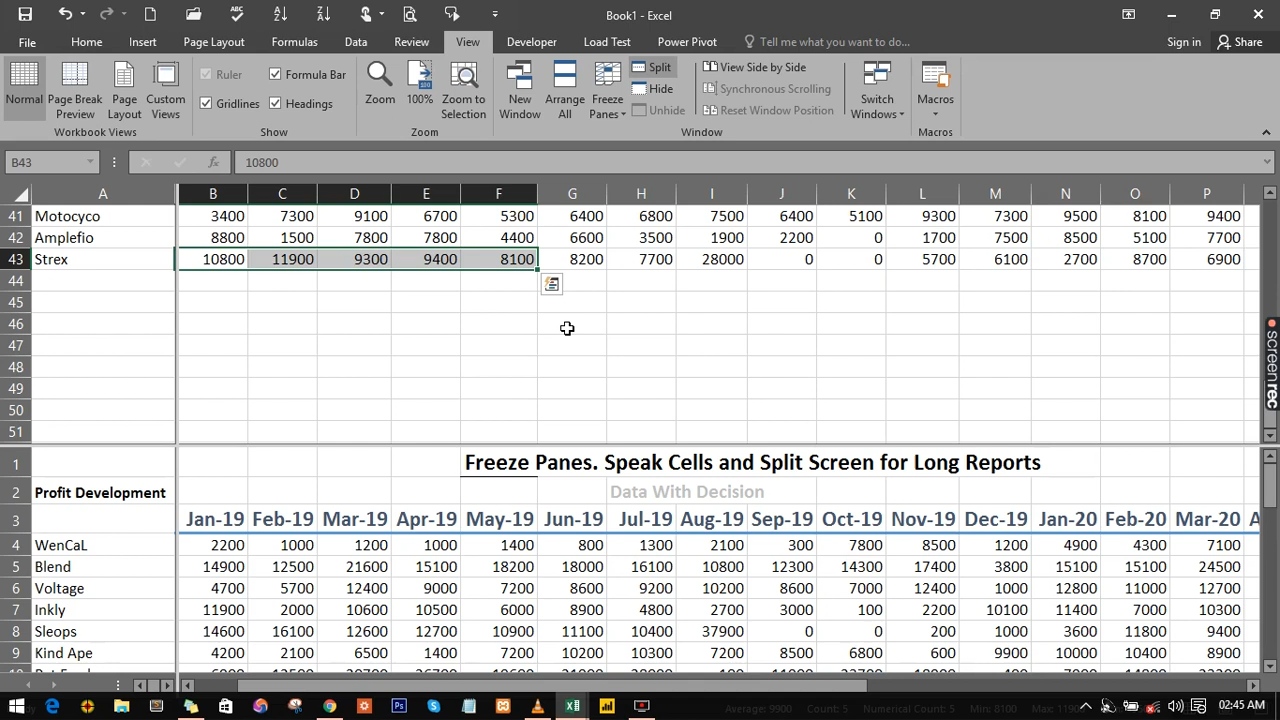 Book1 - Excel
File Home Insert Page Layout Formulas Data Review View Developer Load Test Power Pivot Tell me what you want to do... Sign in Share
Normal Page Break Preview Page Layout Custom Views Ruler Formula Bar Gridlines Headings Zoom 100% Zoom to Selection New Window Arrange All Freeze Panes Split Hide Unhide View Side by Side Synchronous Scrolling Reset Window Position Switch Windows Macros
Workbook Views Show Zoom Window Macros
B43 fx 10800
A B C D E F G H I J K L M N O P
41 Motocyco 3400 7300 9100 6700 5300 6400 6800 7500 6400 5100 9300 7300 9500 8100 9400
42 Amplefio 8800 1500 7800 7800 4400 6600 3500 1900 2200 0 1700 7500 8500 5100 7700
43 Strex 10800 11900 9300 9400 8100 8200 7700 28000 0 0 5700 6100 2700 8700 6900
44
45
46
47
48
49
50
51
1 Freeze Panes. Speak Cells and Split Screen for Long Reports
2 Profit Development Data With Decision
3 Jan-19 Feb-19 Mar-19 Apr-19 May-19 Jun-19 Jul-19 Aug-19 Sep-19 Oct-19 Nov-19 Dec-19 Jan-20 Feb-20 Mar-20 A
4 WenCaL 2200 1000 1200 1000 1400 800 1300 2100 300 7800 8500 1200 4900 4300 7100
5 Blend 14900 12500 21600 15100 18200 18000 16100 10800 12300 14300 17400 3800 15100 15100 24500
6 Voltage 4700 5700 12400 9000 7200 8600 9200 10200 8600 7000 12400 1000 12800 11000 12700
7 Inkly 11900 2000 10600 10500 6000 8900 4800 2700 3000 100 2200 10100 11400 7000 10300
8 Sleops 14600 16100 12600 12700 10900 11100 10400 37900 0 0 200 1000 3600 11800 9400
9 Kind Ape 4200 2100 6500 1400 7200 10200 10300 7200 8500 6800 600 9900 10000 10400 8900
screenrec
Average: 9900 Count: 5 Numerical Count: 5 Min: 8100
02:45 AM